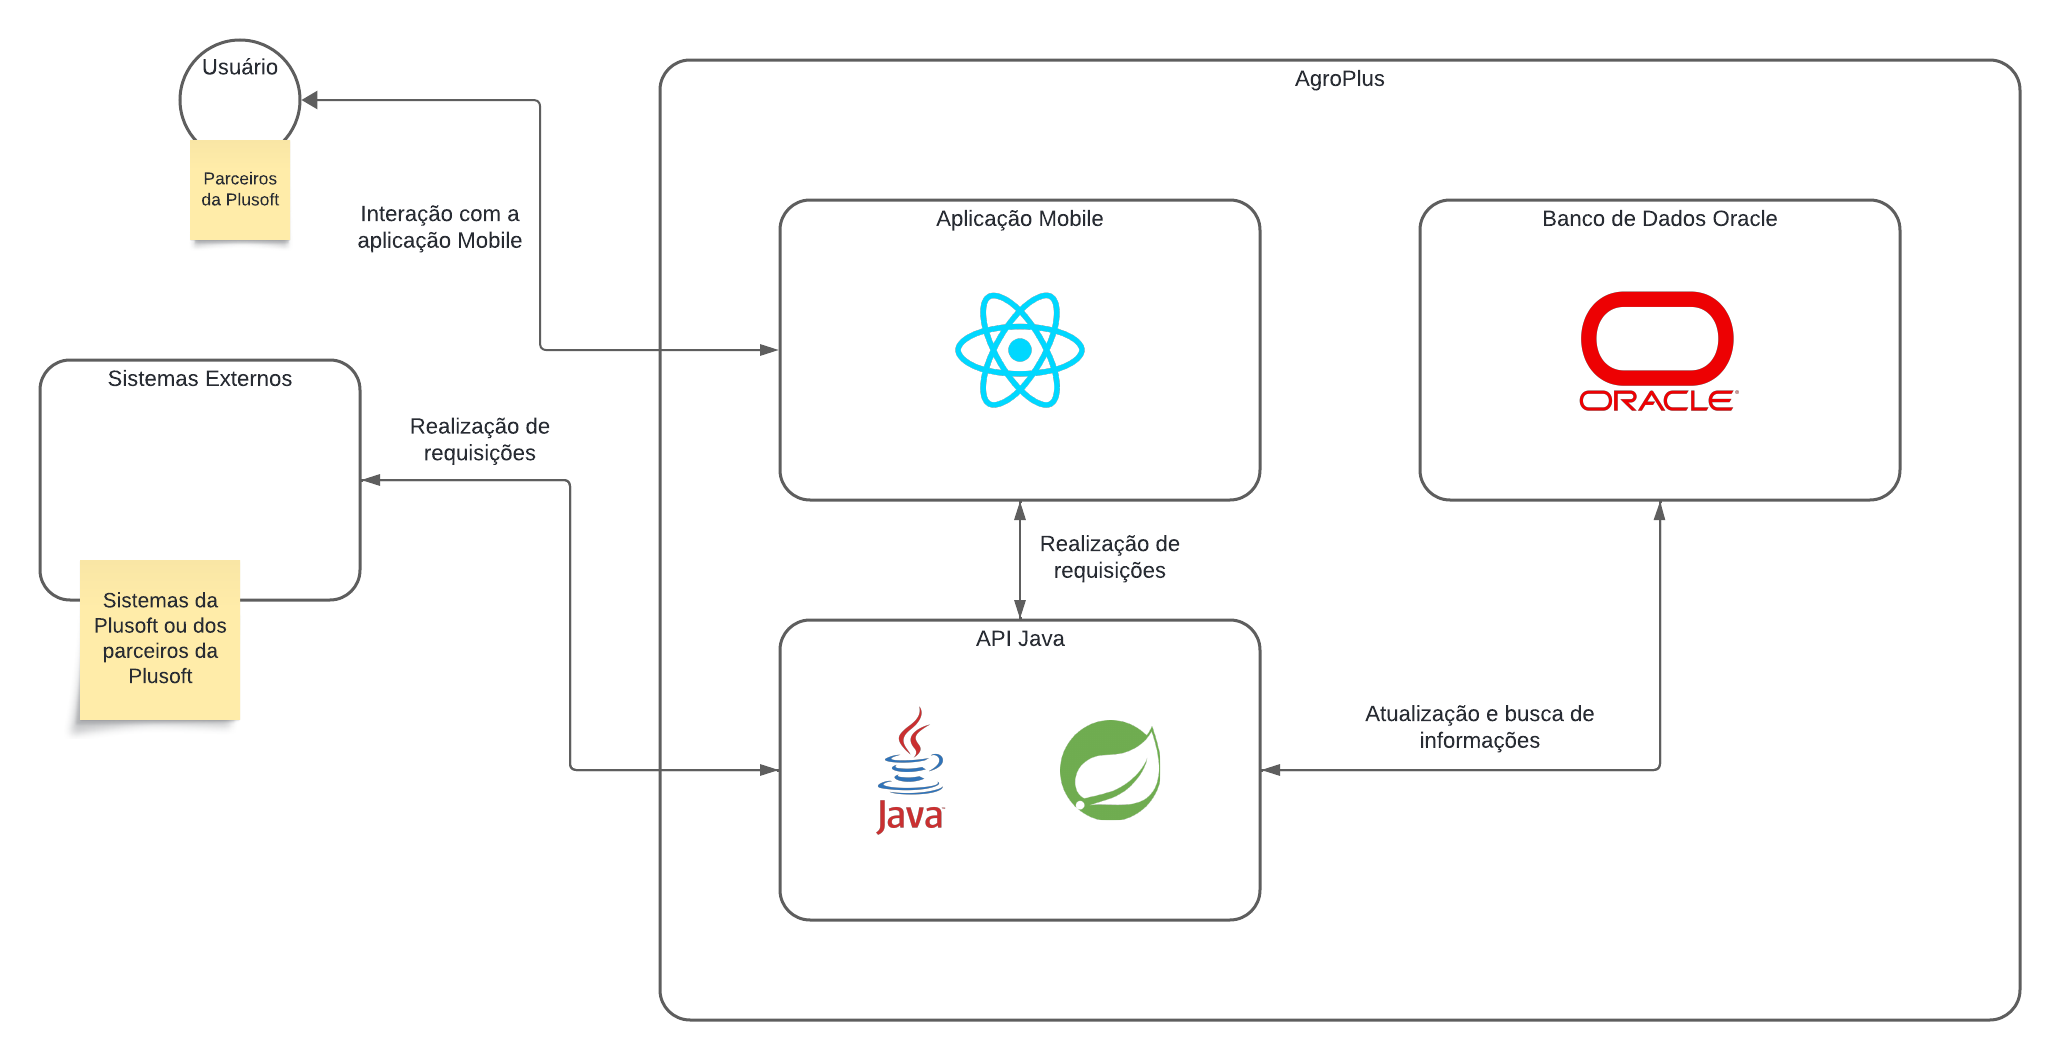 Usuário
Parceiros
da Plusoft
Interação com a
aplicação Mobile
Sistemas Externos
Sistemas da
Plusoft ou dos
parceiros da
Plusoft
Realização de
requisições
AgroPlus
Aplicação Mobile
Banco de Dados Oracle
ORACLE
Realização de
requisições
API Java
Java
Atualização e busca de
informações